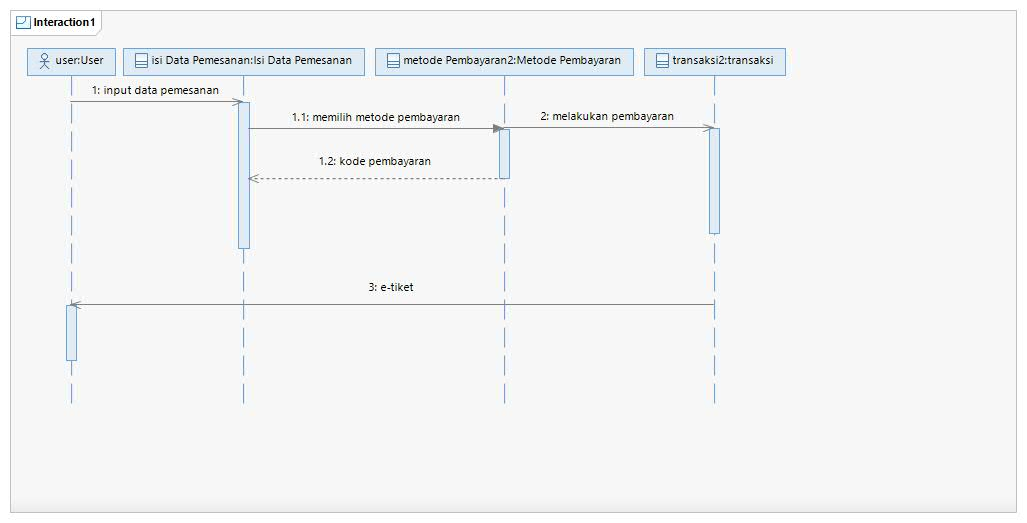 Interaction1
user:User
isi Data Pemesanan:Isi Data Pemesanan
metode Pembayaran2:Metode Pembayaran
transaksi2:transaksi
1: input data pemesanan
1.1: memilih metode pembayaran
2: melakukan pembayaran
1.2: kode pembayaran
3: e-tiket